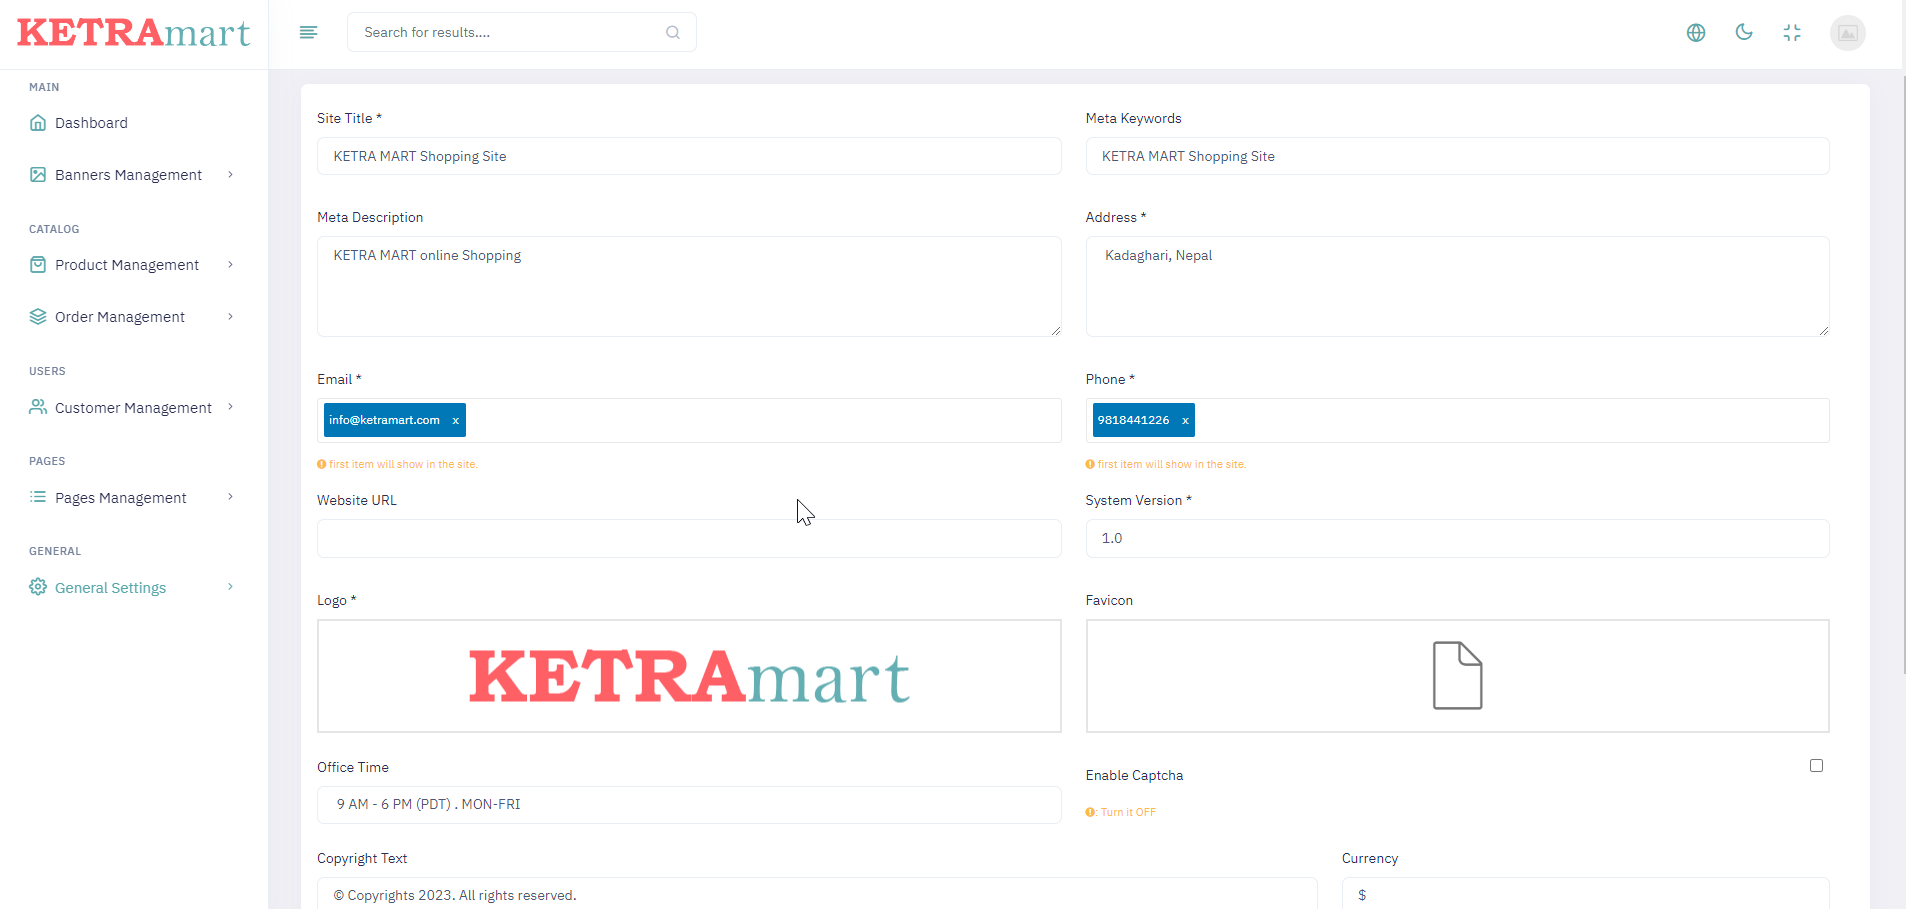 KETRAmart
Search for results....
MAIN
Dashboard
Banners Management
CATALOG
Product Management
Order Management
USERS
Customer Management
PAGES
Pages Management
GENERAL
General Settings
Site Title *
Meta Keywords
KETRA MART Shopping Site
KETRA MART Shopping Site
Meta Description
Address *
KETRA MART online Shopping
Kadaghari, Nepal
Email *
Phone *
info@ketramart.com x
9818441226 x
first item will show in the site.
first item will show in the site.
Website URL
System Version *
1.0
Logo *
Favicon
KETRAmart
Office Time
Enable Captcha
9 AM - 6 PM (PDT) . MON-FRI
: Turn it OFF
Copyright Text
Currency
© Copyrights 2023. All rights reserved.
$